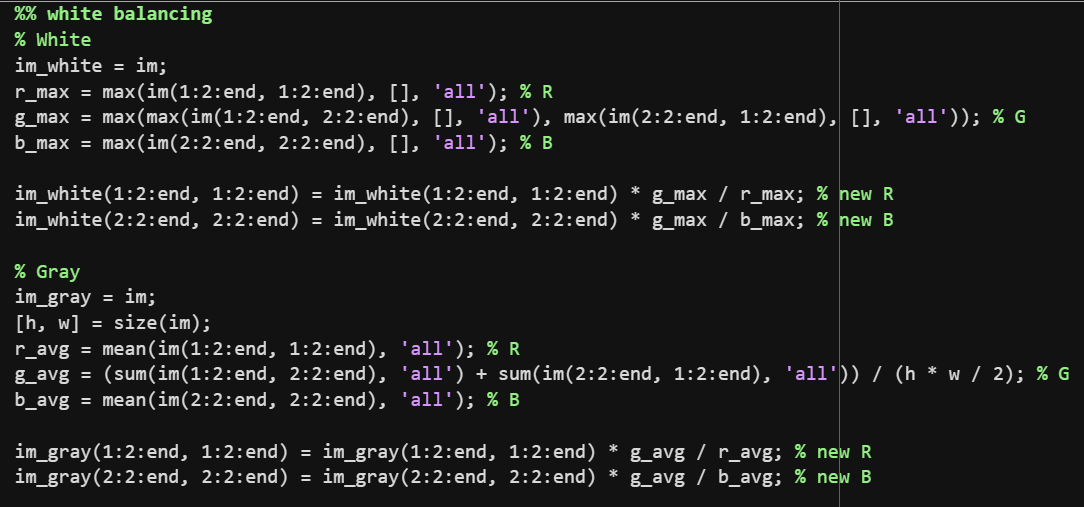 %% white balancing
% White
im_white = im;
r_max = max(im(1:2:end, 1:2:end), [], 'all'); % R
g_max = max(max(im(1:2:end, 2:2:end), [], 'all'), max(im(2:2:end, 1:2:end), [], 'all')); % G
b_max = max(im(2:2:end, 2:2:end), [], 'all'); % B
im_white(1:2:end, 1:2:end) = im_white(1:2:end, 1:2:end) * g_max / r_max; % new R
im_white(2:2:end, 2:2:end) = im_white(2:2:end, 2:2:end) * g_max / b_max; % new B
% Gray
im_gray = im;
[h, w] = size(im);
r_avg = mean(im(1:2:end, 1:2:end), 'all'); % R
g_avg = (sum(im(1:2:end, 2:2:end), 'all') + sum(im(2:2:end, 1:2:end), 'all')) / (h * w / 2); % G
b_avg = mean(im(2:2:end, 2:2:end), 'all'); % B
im_gray(1:2:end, 1:2:end) = im_gray(1:2:end, 1:2:end) * g_avg / r_avg; % new R
im_gray(2:2:end, 2:2:end) = im_gray(2:2:end, 2:2:end) * g_avg / b_avg; % new B